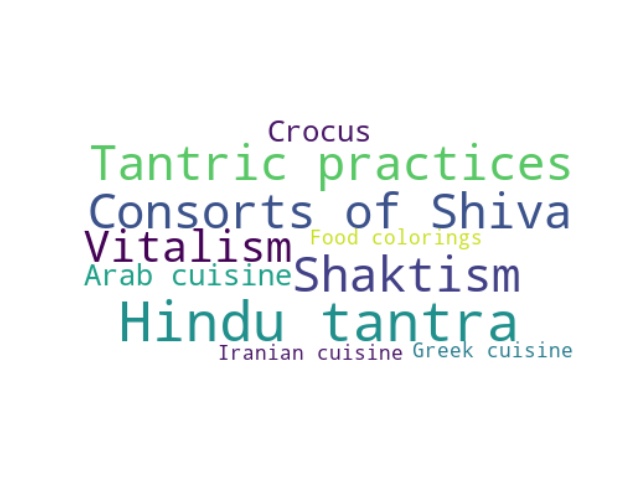 Crocus
Tantric practices
Consorts of Shiva
Vitalism
Food colorings
Arab cuisine
Shaktism
Hindu tantra
Iranian cuisine
Greek cuisine